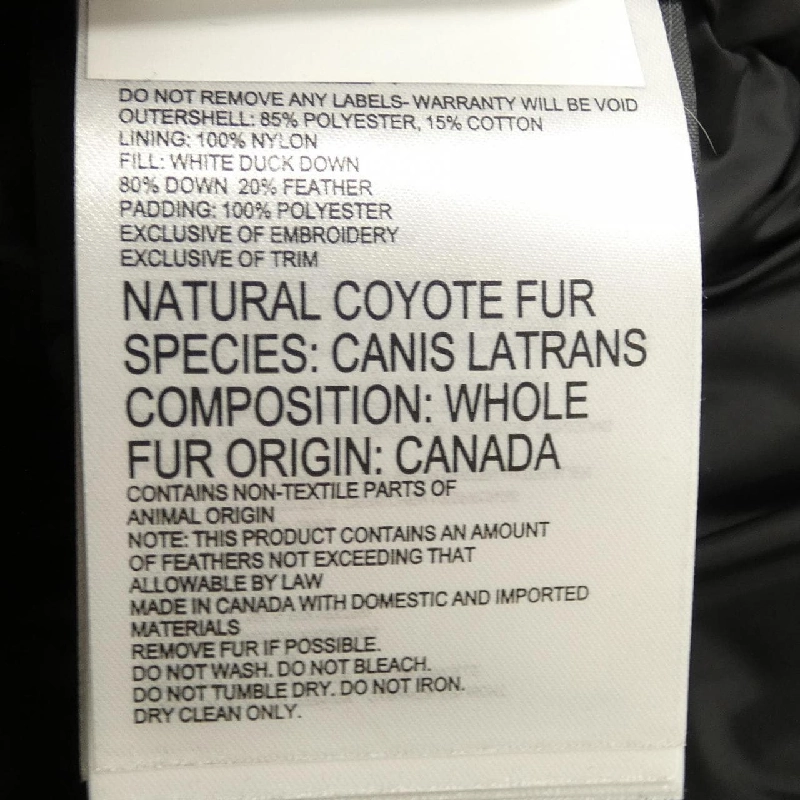 DO NOT REMOVE ANY LABELS- WARRANTY WILL BE VOID
OUTERSHELL: 85% POLYESTER, 15% COTTON
LINING: 100% NYLON
FILL: WHITE DUCK DOWN
80% DOWN 20% FEATHER
PADDING: 100% POLYESTER
EXCLUSIVE OF EMBROIDERY
EXCLUSIVE OF TRIM
NATURAL COYOTE FUR
SPECIES: CANIS LATRANS
COMPOSITION: WHOLE
FUR ORIGIN: CANADA
CONTAINS NON-TEXTILE PARTS OF
ANIMAL ORIGIN
NOTE: THIS PRODUCT CONTAINS AN AMOUNT
OF FEATHERS NOT EXCEEDING THAT
ALLOWABLE BY LAW
MADE IN CANADA WITH DOMESTIC AND IMPORTED
MATERIALS
REMOVE FUR IF POSSIBLE.
DO NOT WASH. DO NOT BLEACH.
DO NOT TUMBLE DRY. DO NOT IRON.
DRY CLEAN ONLY.